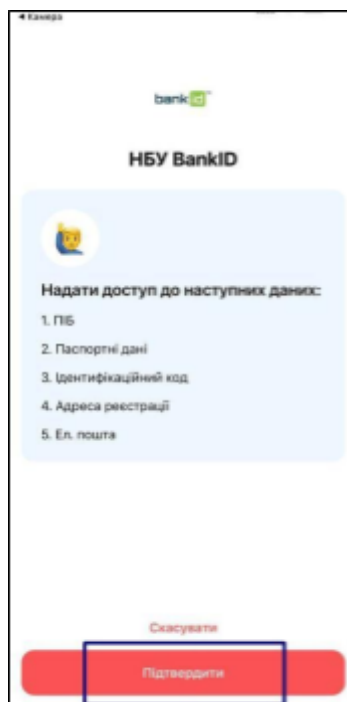 ◀ Камера
bank id
НБУ BankID
Надати доступ до наступних даних:
1. ПІБ
2. Паспортні дані
3. Ідентифікаційний код
4. Адреса реєстрації
5. Ел. пошта
Скасувати
Підтвердити